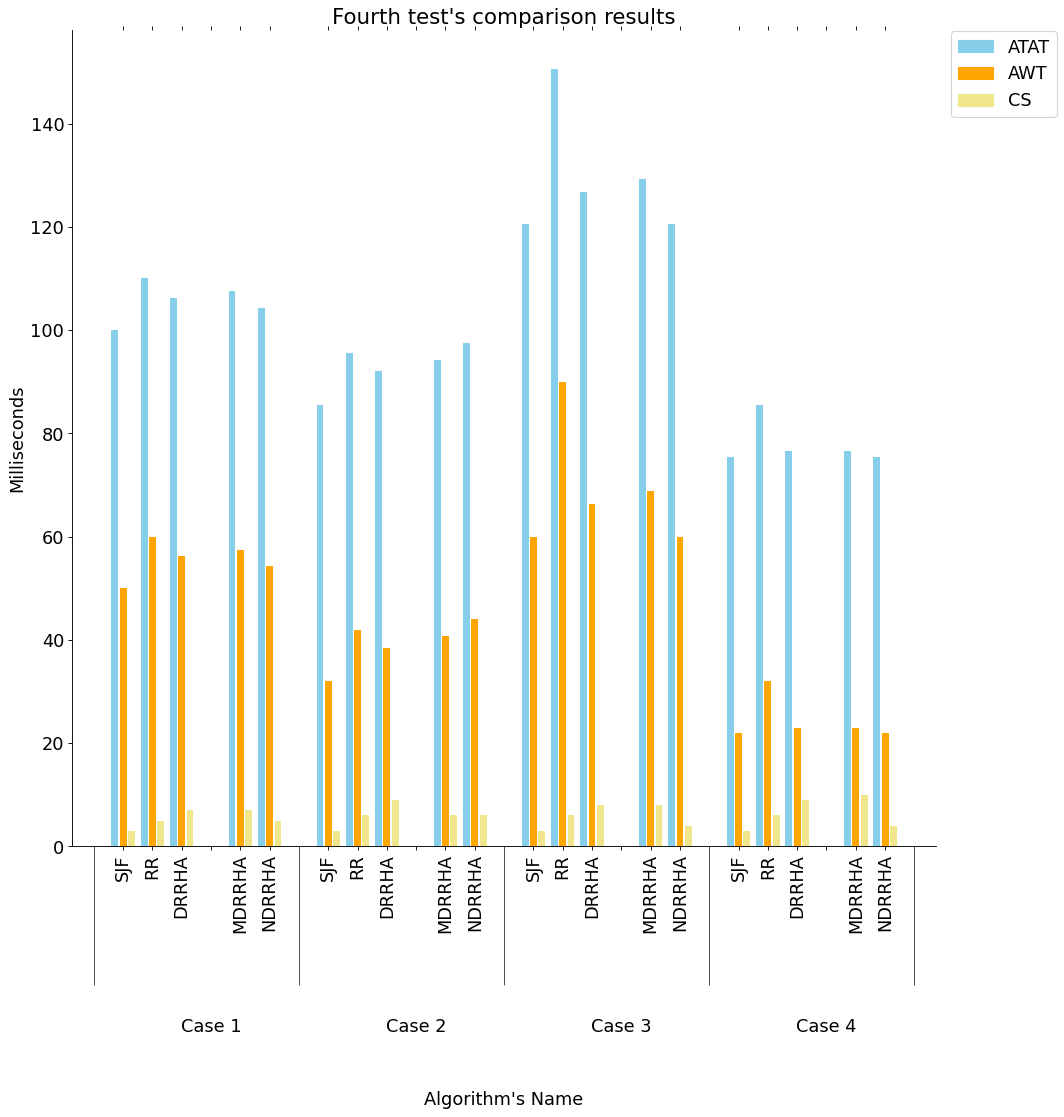 Fourth test's comparison results
ATAT
AWT
CS
Milliseconds
140
120
100
80
60
40
20
0
SJF RR DRRHA MDRRHA NDRRHA SJF RR DRRHA MDRRHA NDRRHA SJF RR DRRHA MDRRHA NDRRHA SJF RR DRRHA MDRRHA NDRRHA
Case 1 Case 2 Case 3 Case 4
Algorithm's Name